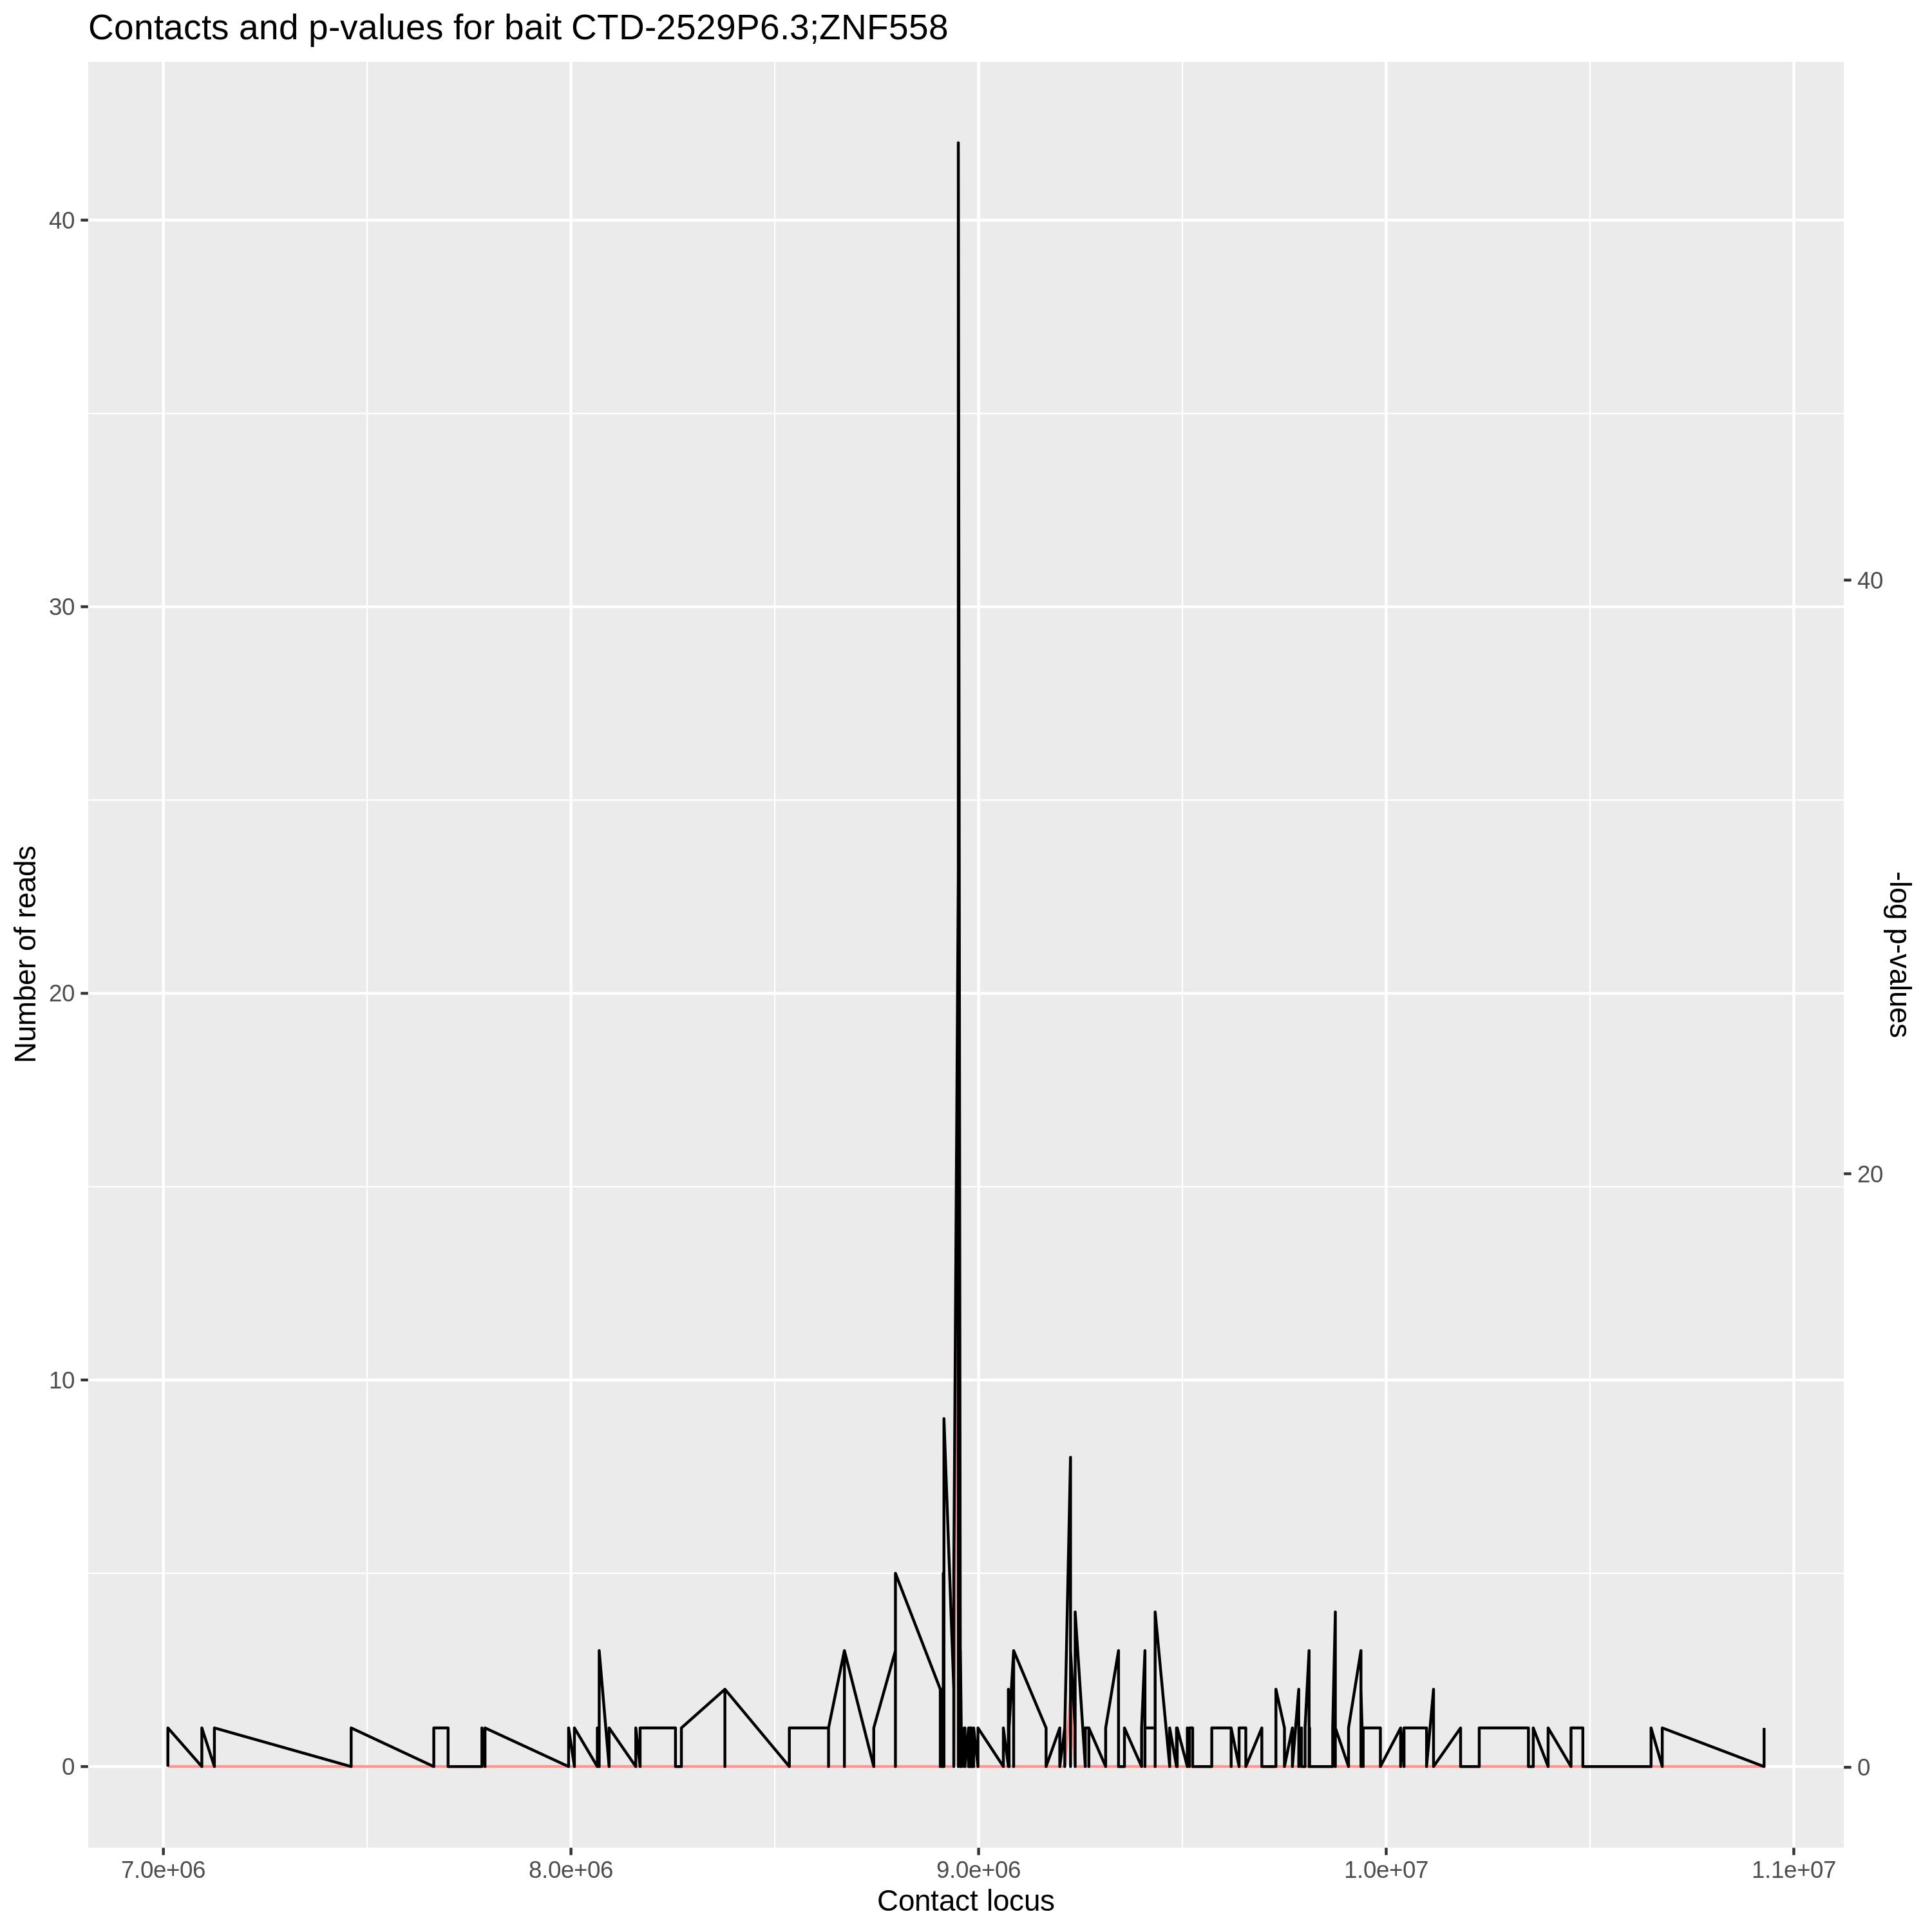 Contacts and p-values for bait CTD-2529P6.3;ZNF558
40
30
20
10
0
Number of reads
40
20
0
-log p-values
7.0e+06
8.0e+06
9.0e+06
1.0e+07
1.1e+07
Contact locus